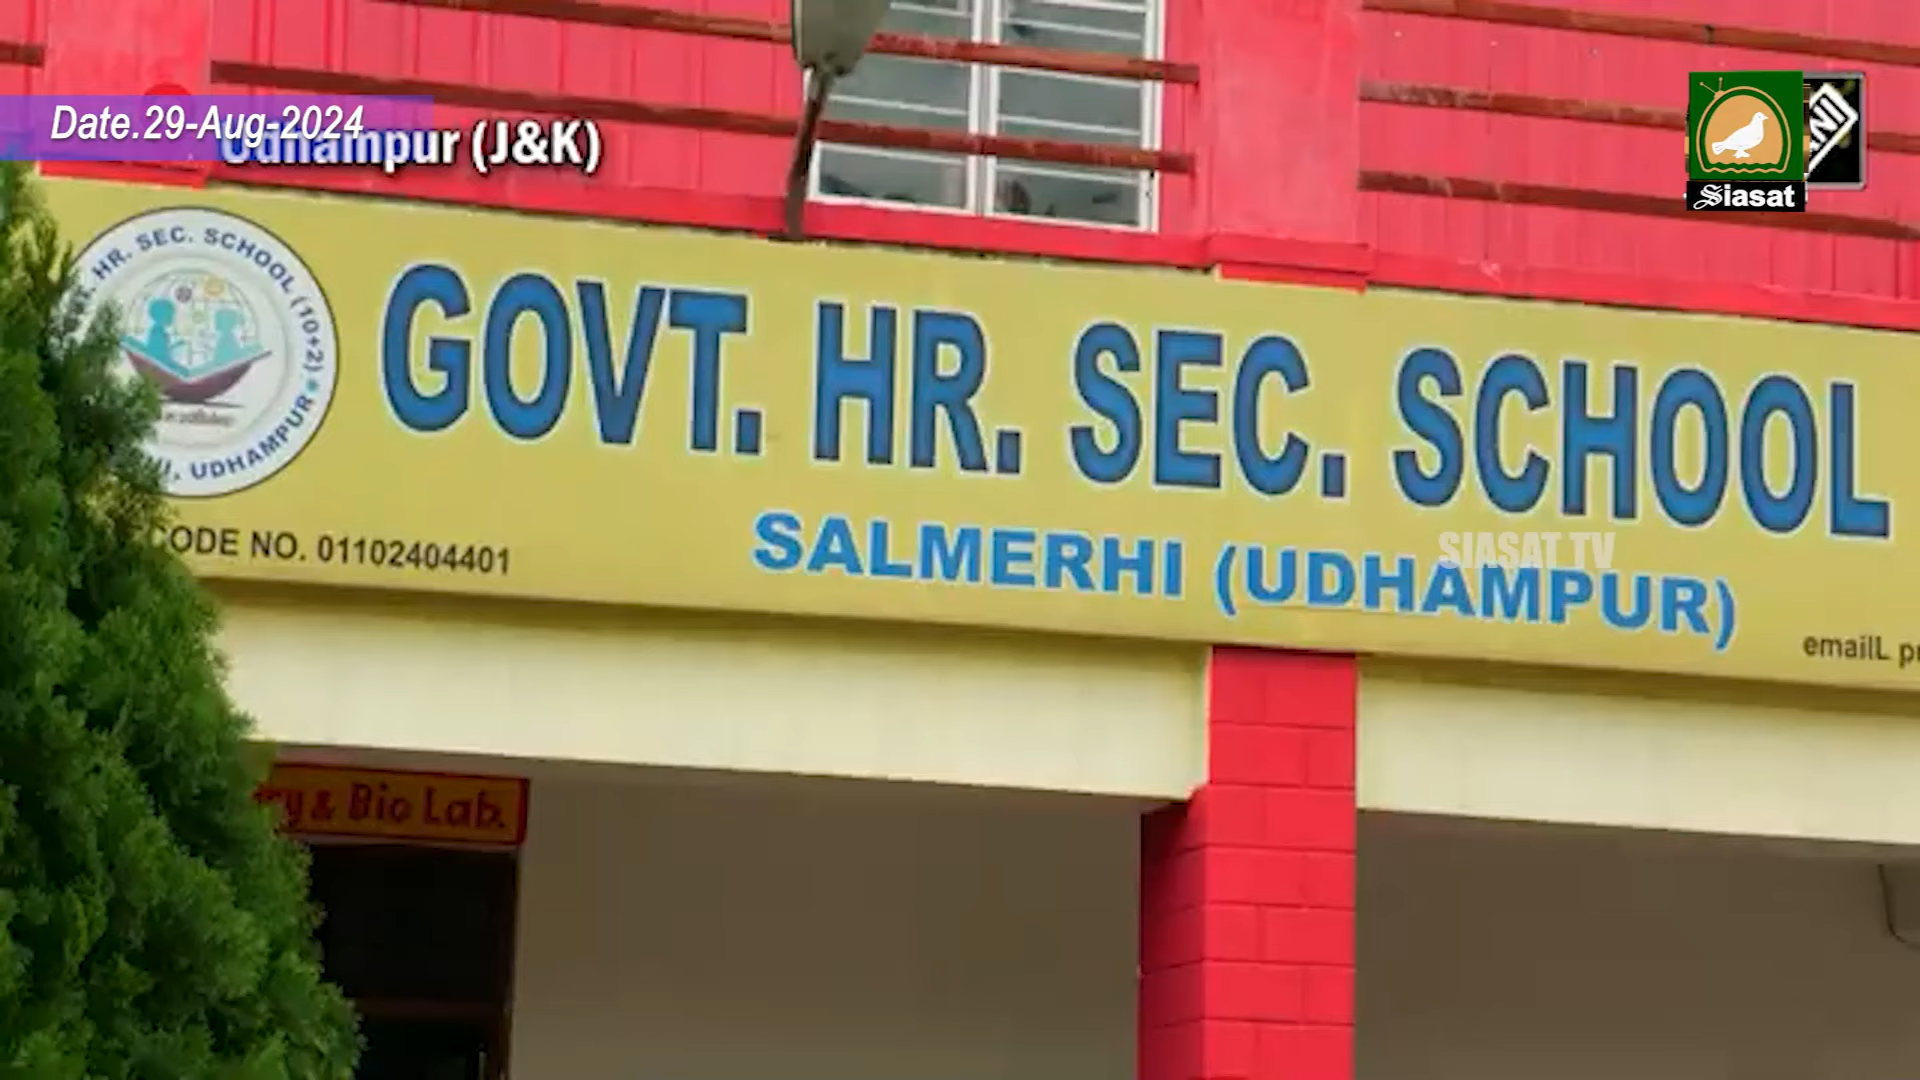 Date.29-Aug-2024
Udhampur (J&K)
Siasat
ANI
HR. SEC. SCHOOL (10+2)
UDHAMPUR
GOVT. HR. SEC. SCHOOL
CODE NO. 01102404401
SALMERHI (UDHAMPUR)
SIASAT TV
emailL
& Bio Lab.